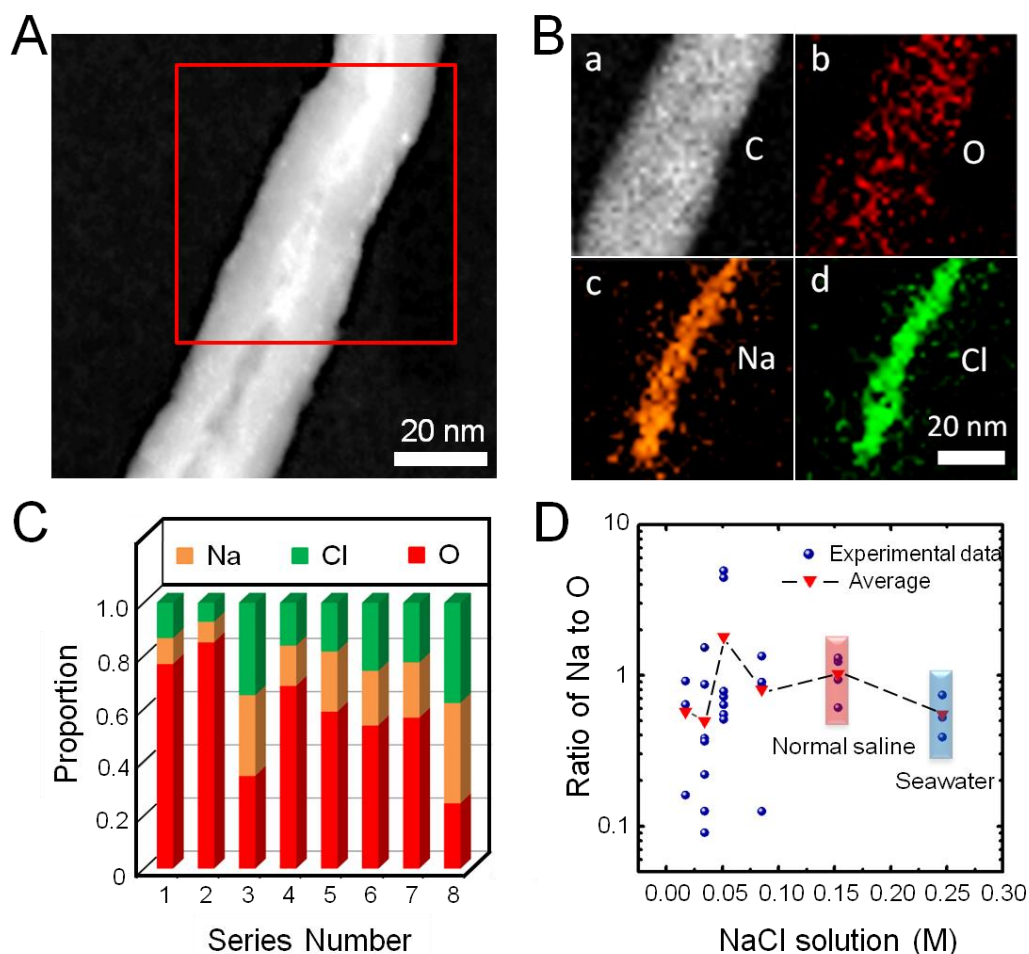 A
20 nm
B
a
C
b
O
c
Na
d
Cl
20 nm
C
Na
Cl
O
Proportion
1.0
0.8
0.6
0.4
0.2
0
1 2 3 4 5 6 7 8
Series Number
D
Ratio of Na to O
10
1
0.1
Experimental data
Average
Normal saline
Seawater
0.00 0.05 0.10 0.15 0.20 0.25 0.30
NaCl solution (M)